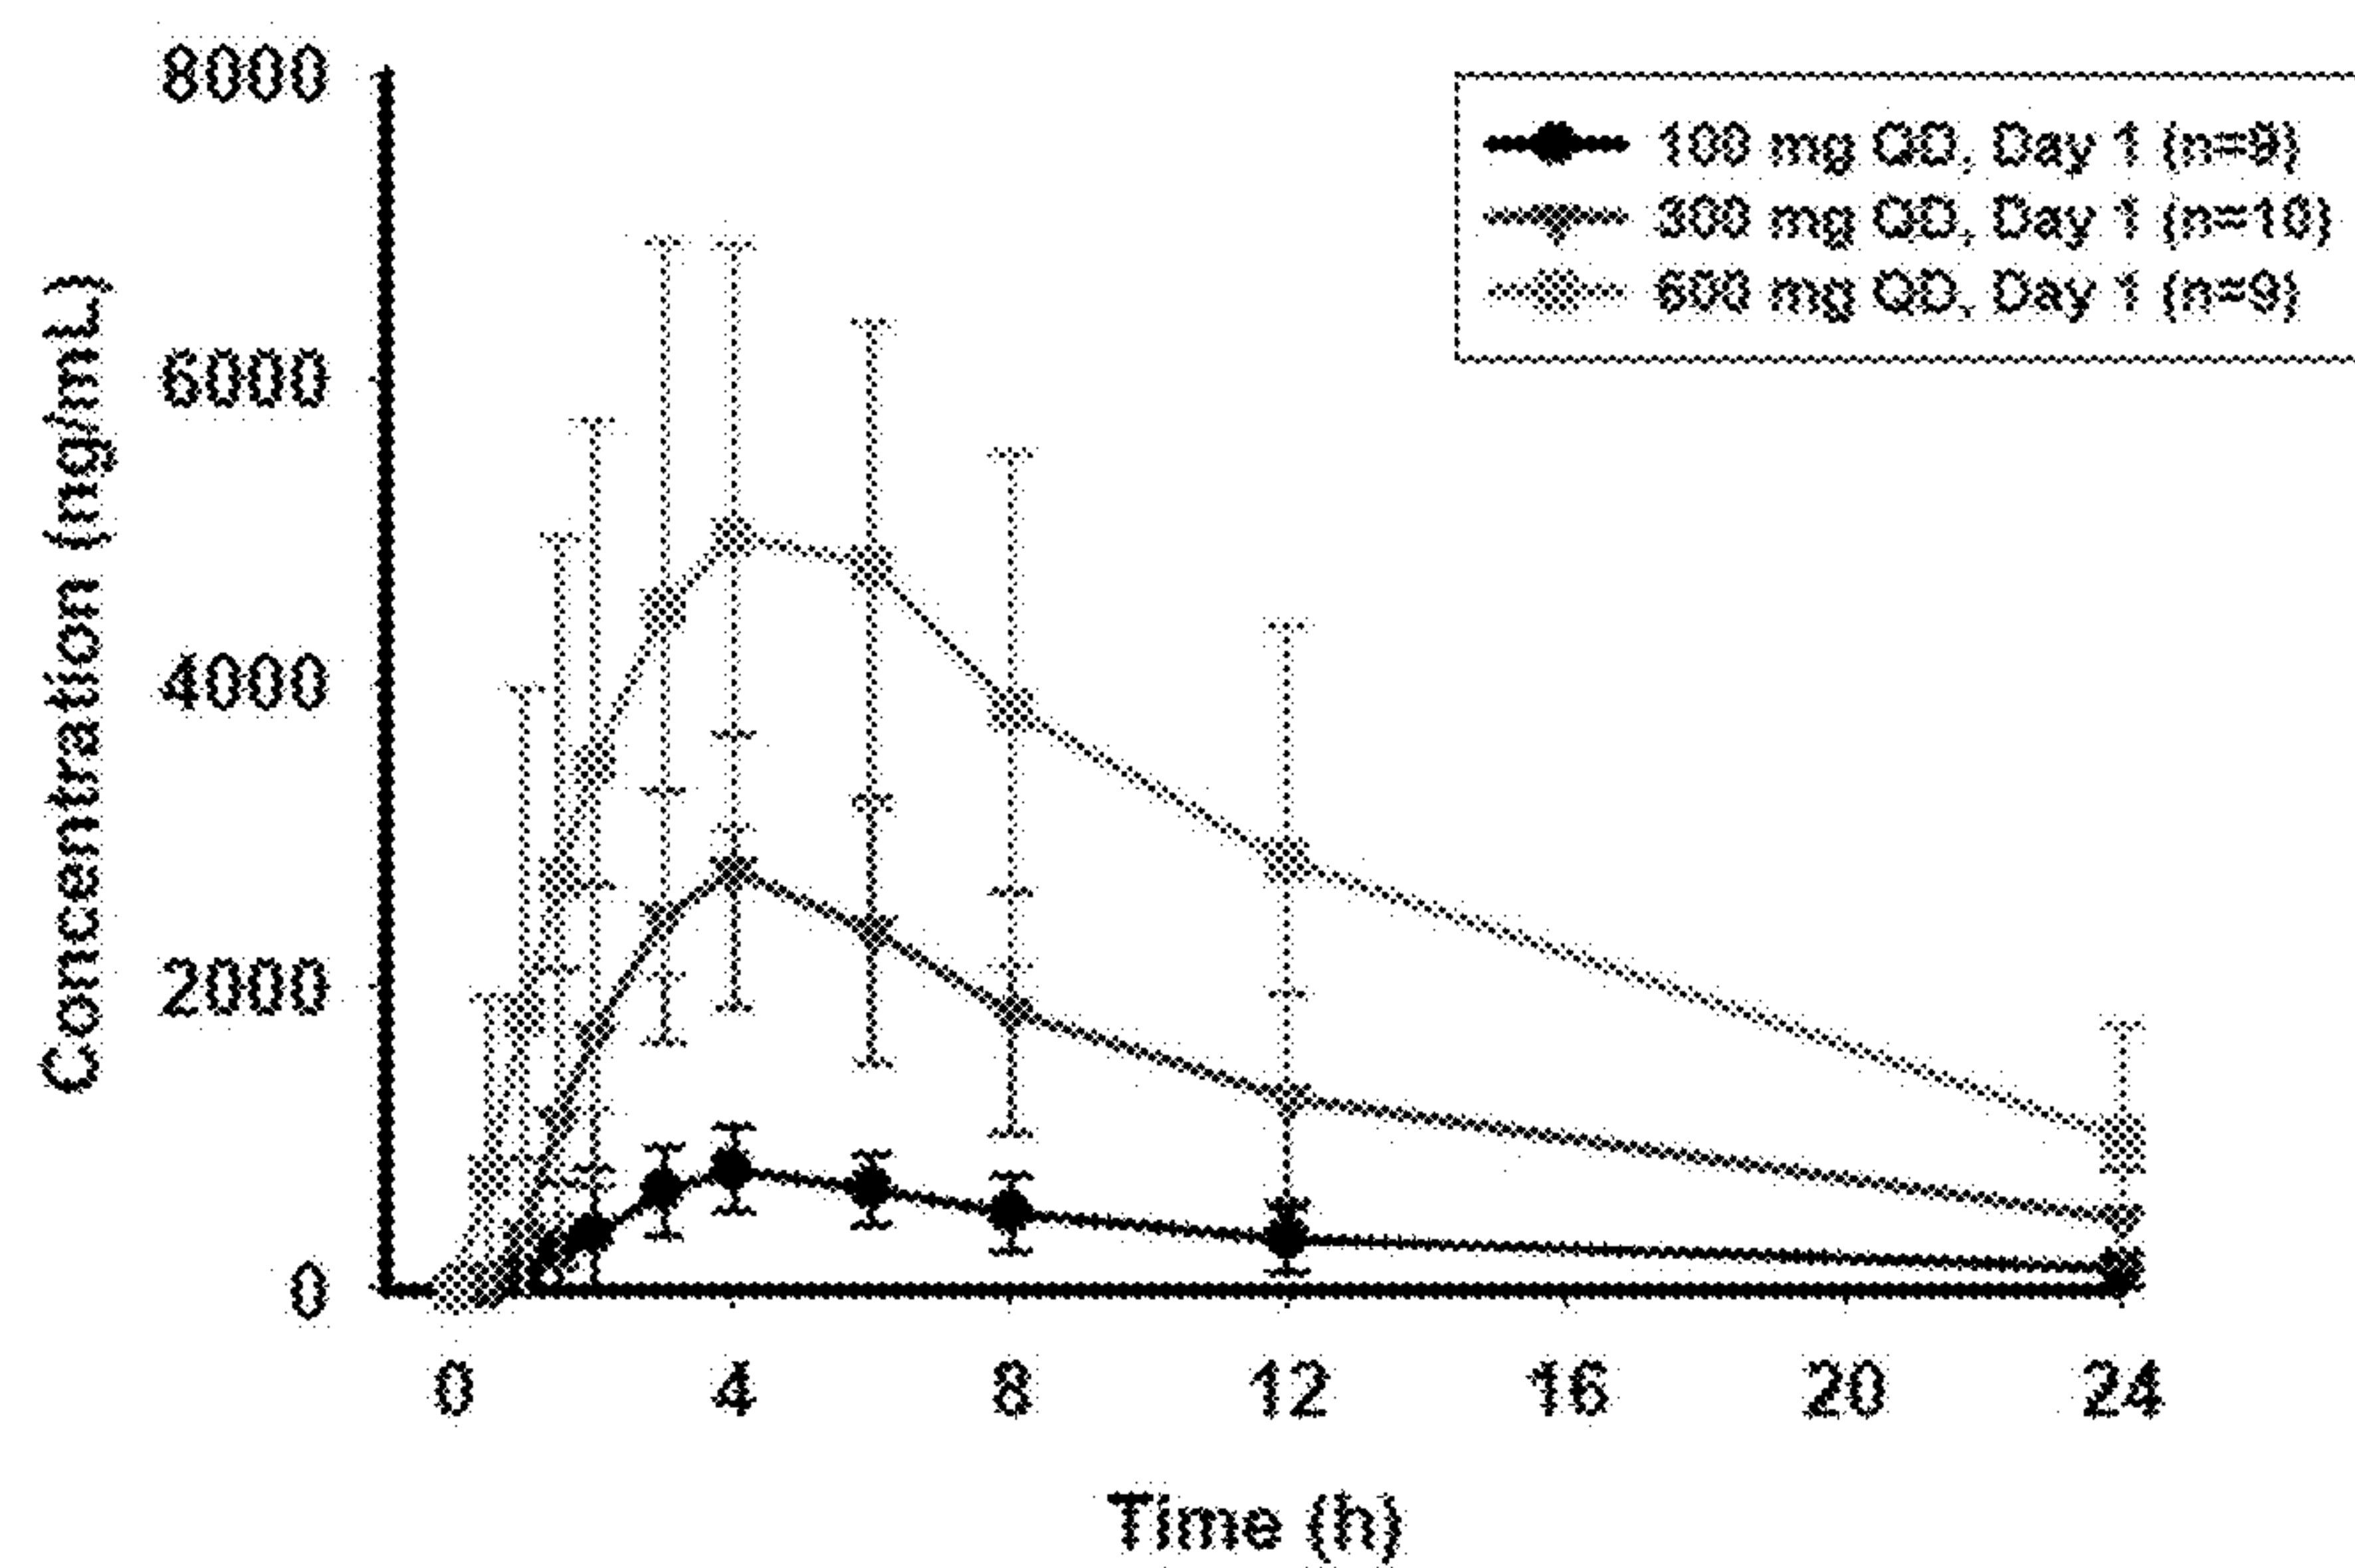 8000
6000
4000
2000
0
Concentration (ng/mL)
100 mg QD, Day 1 (n=9)
300 mg QD, Day 1 (n=10)
600 mg QD, Day 1 (n=9)
0 4 8 12 16 20 24
Time (h)